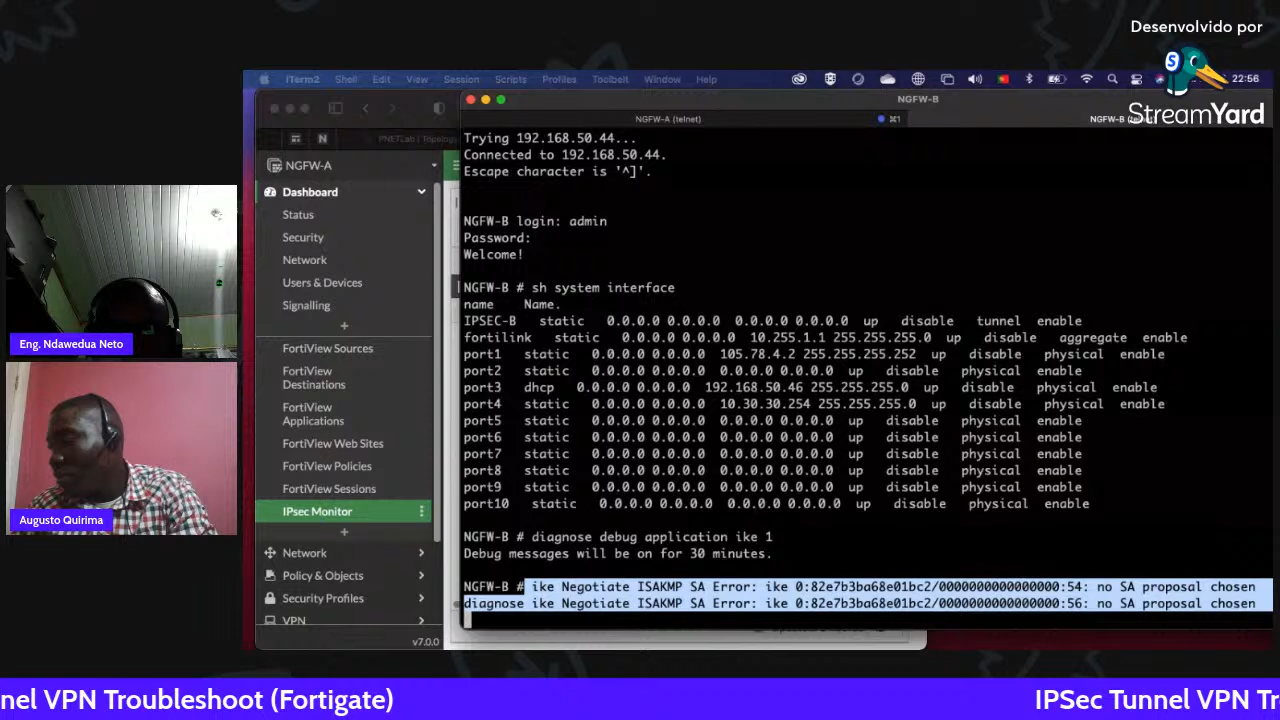 Desenvolvido por
StreamYard
iTerm2 Shell Edit View Session Scripts Profiles Toolbelt Window Help
22:56
NGFW-B
NGFW-A (telnet)
⌘1
NGFW-B
N
PNETLab | Topology
NGFW-A
Dashboard
Status
Security
Network
Users & Devices
Signalling
+
FortiView Sources
FortiView
Destinations
FortiView
Applications
FortiView Web Sites
FortiView Policies
FortiView Sessions
IPsec Monitor
+
Network
Policy & Objects
Security Profiles
VPN
v7.0.0
Trying 192.168.50.44...
Connected to 192.168.50.44.
Escape character is '^]'.
NGFW-B login: admin
Password:
Welcome!
NGFW-B # sh system interface
name Name.
IPSEC-B static 0.0.0.0 0.0.0.0 0.0.0.0 0.0.0.0 up disable tunnel enable
fortilink static 0.0.0.0 0.0.0.0 10.255.1.1 255.255.255.0 up disable aggregate enable
port1 static 0.0.0.0 0.0.0.0 105.78.4.2 255.255.255.252 up disable physical enable
port2 static 0.0.0.0 0.0.0.0 0.0.0.0 0.0.0.0 up disable physical enable
port3 dhcp 0.0.0.0 0.0.0.0 192.168.50.46 255.255.255.0 up disable physical enable
port4 static 0.0.0.0 0.0.0.0 10.30.30.254 255.255.255.0 up disable physical enable
port5 static 0.0.0.0 0.0.0.0 0.0.0.0 0.0.0.0 up disable physical enable
port6 static 0.0.0.0 0.0.0.0 0.0.0.0 0.0.0.0 up disable physical enable
port7 static 0.0.0.0 0.0.0.0 0.0.0.0 0.0.0.0 up disable physical enable
port8 static 0.0.0.0 0.0.0.0 0.0.0.0 0.0.0.0 up disable physical enable
port9 static 0.0.0.0 0.0.0.0 0.0.0.0 0.0.0.0 up disable physical enable
port10 static 0.0.0.0 0.0.0.0 0.0.0.0 0.0.0.0 up disable physical enable
NGFW-B # diagnose debug application ike 1
Debug messages will be on for 30 minutes.
NGFW-B # ike Negotiate ISAKMP SA Error: ike 0:82e7b3ba68e01bc2/0000000000000000:54: no SA proposal chosen
diagnose ike Negotiate ISAKMP SA Error: ike 0:82e7b3ba68e01bc2/0000000000000000:56: no SA proposal chosen
Eng. Ndawedua Neto
Augusto Quirima
nel VPN Troubleshoot (Fortigate) IPSec Tunnel VPN Tr